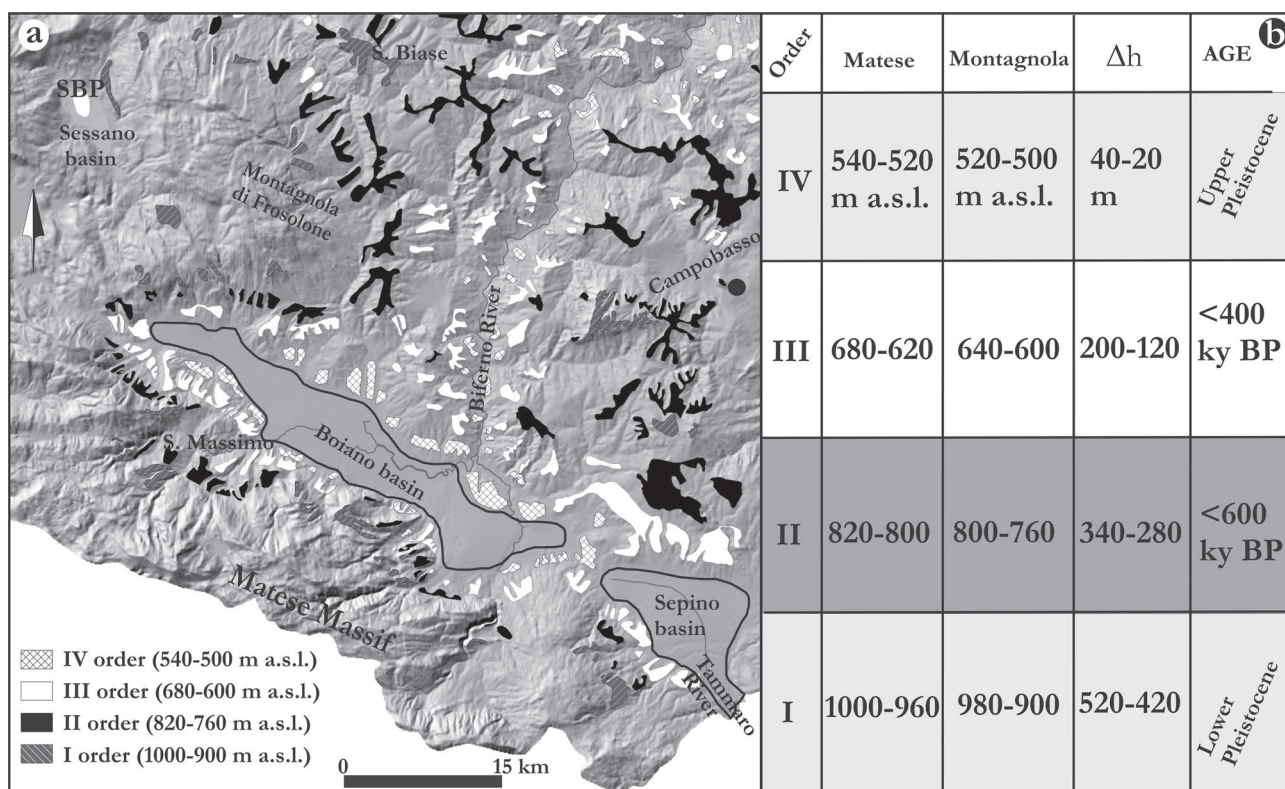 a
S. Biase
SBP
Sessano
basin
Montagnola
di Frosolone
Campobasso
Biferno River
S. Massimo
Boiano basin
Matese Massif
Sepino
basin
Tammaro
River
IV order (540-500 m a.s.l.)
III order (680-600 m a.s.l.)
II order (820-760 m a.s.l.)
I order (1000-900 m a.s.l.)
0 15 km
b
Order Matese Montagnola Δh AGE
IV 540-520 m a.s.l. 520-500 m a.s.l. 40-20 m Upper Pleistocene
III 680-620 640-600 200-120 <400 ky BP
II 820-800 800-760 340-280 <600 ky BP
I 1000-960 980-900 520-420 Lower Pleistocene